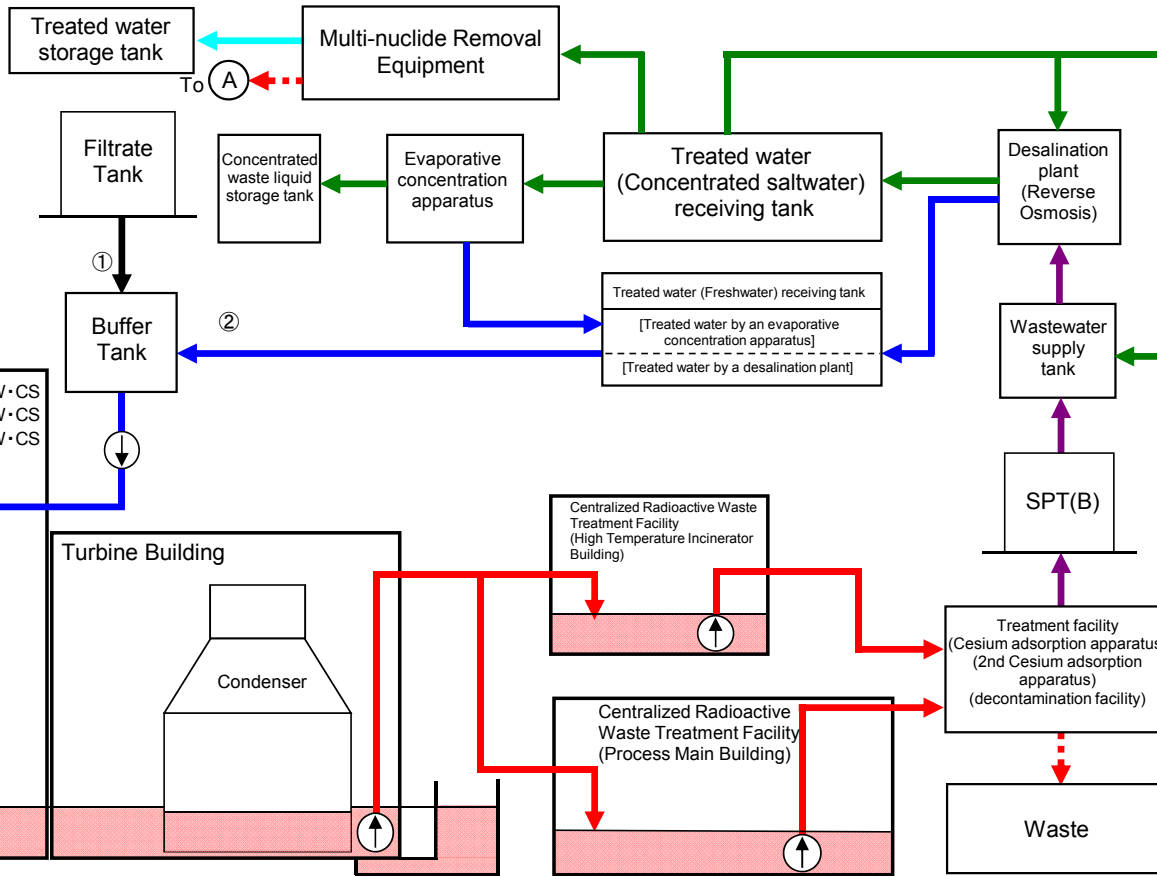 Treated water
storage tank
Multi-nuclide Removal
Equipment
To
A
Filtrate
Tank
Concentrated
waste liquid
storage tank
Evaporative
concentration
apparatus
Treated water
(Concentrated saltwater)
receiving tank
Desalination
plant
(Reverse
Osmosis)
①
Buffer
Tank
②
Treated water (Freshwater) receiving tank
[Treated water by an evaporative
concentration apparatus]
[Treated water by a desalination plant]
Wastewater
supply
tank
・CS
・CS
・CS
SPT(B)
Turbine Building
Condenser
Centralized Radioactive Waste
Treatment Facility
(High Temperature Incinerator
Building)
Treatment facility
(Cesium adsorption apparatus
(2nd Cesium adsorption
apparatus)
(decontamination facility)
Centralized Radioactive
Waste Treatment Facility
(Process Main Building)
Waste